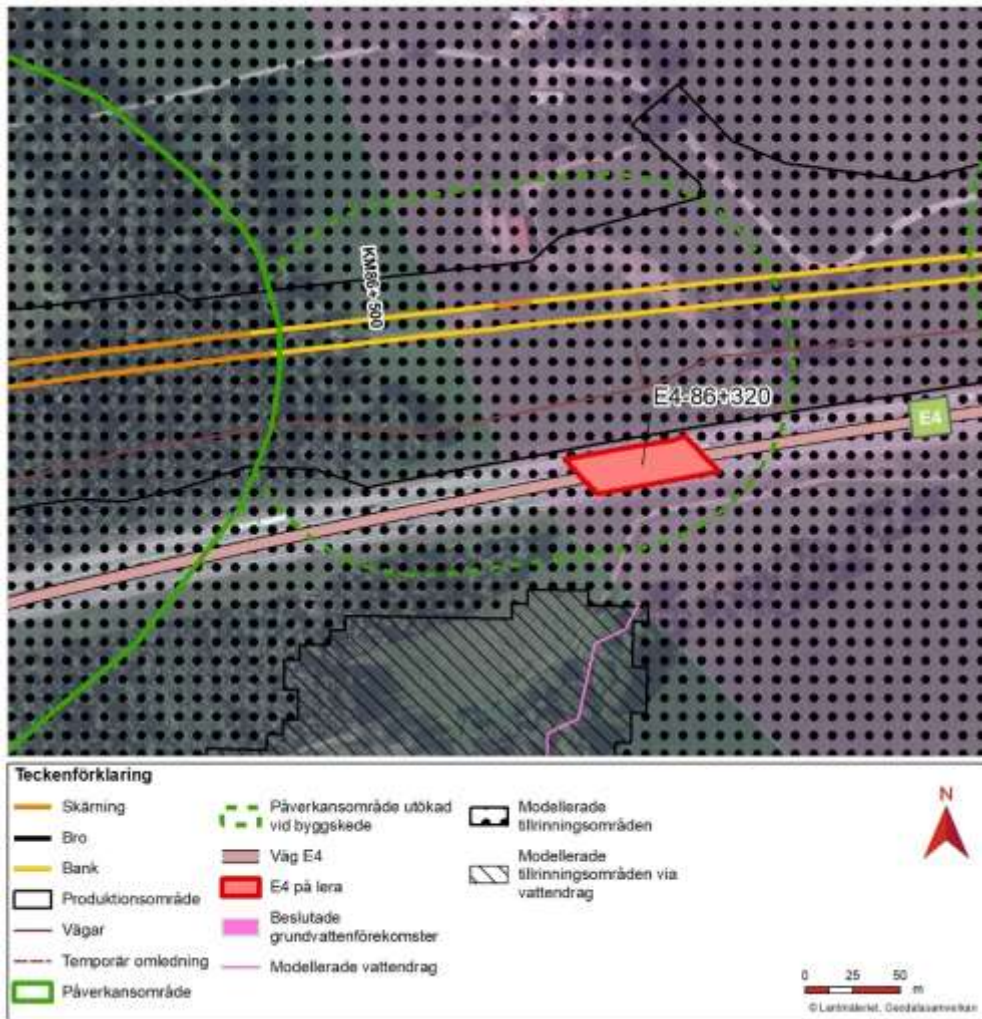 KM86+500
E4-86+320
E4
Teckenförklaring
Skärning
Bro
Bank
Produktionsområde
Vägar
Temporär omledning
Påverkansområde
Påverkansområde utökad
vid byggskede
Väg E4
E4 på lera
Beslutade
grundvattenförekomster
Modellerade vattendrag
Modellerade
tillrinningsområden
Modellerade
tillrinningsområden via
vattendrag
N
0 25 50
m
© Lantmäteriet, Geodatasamverkan